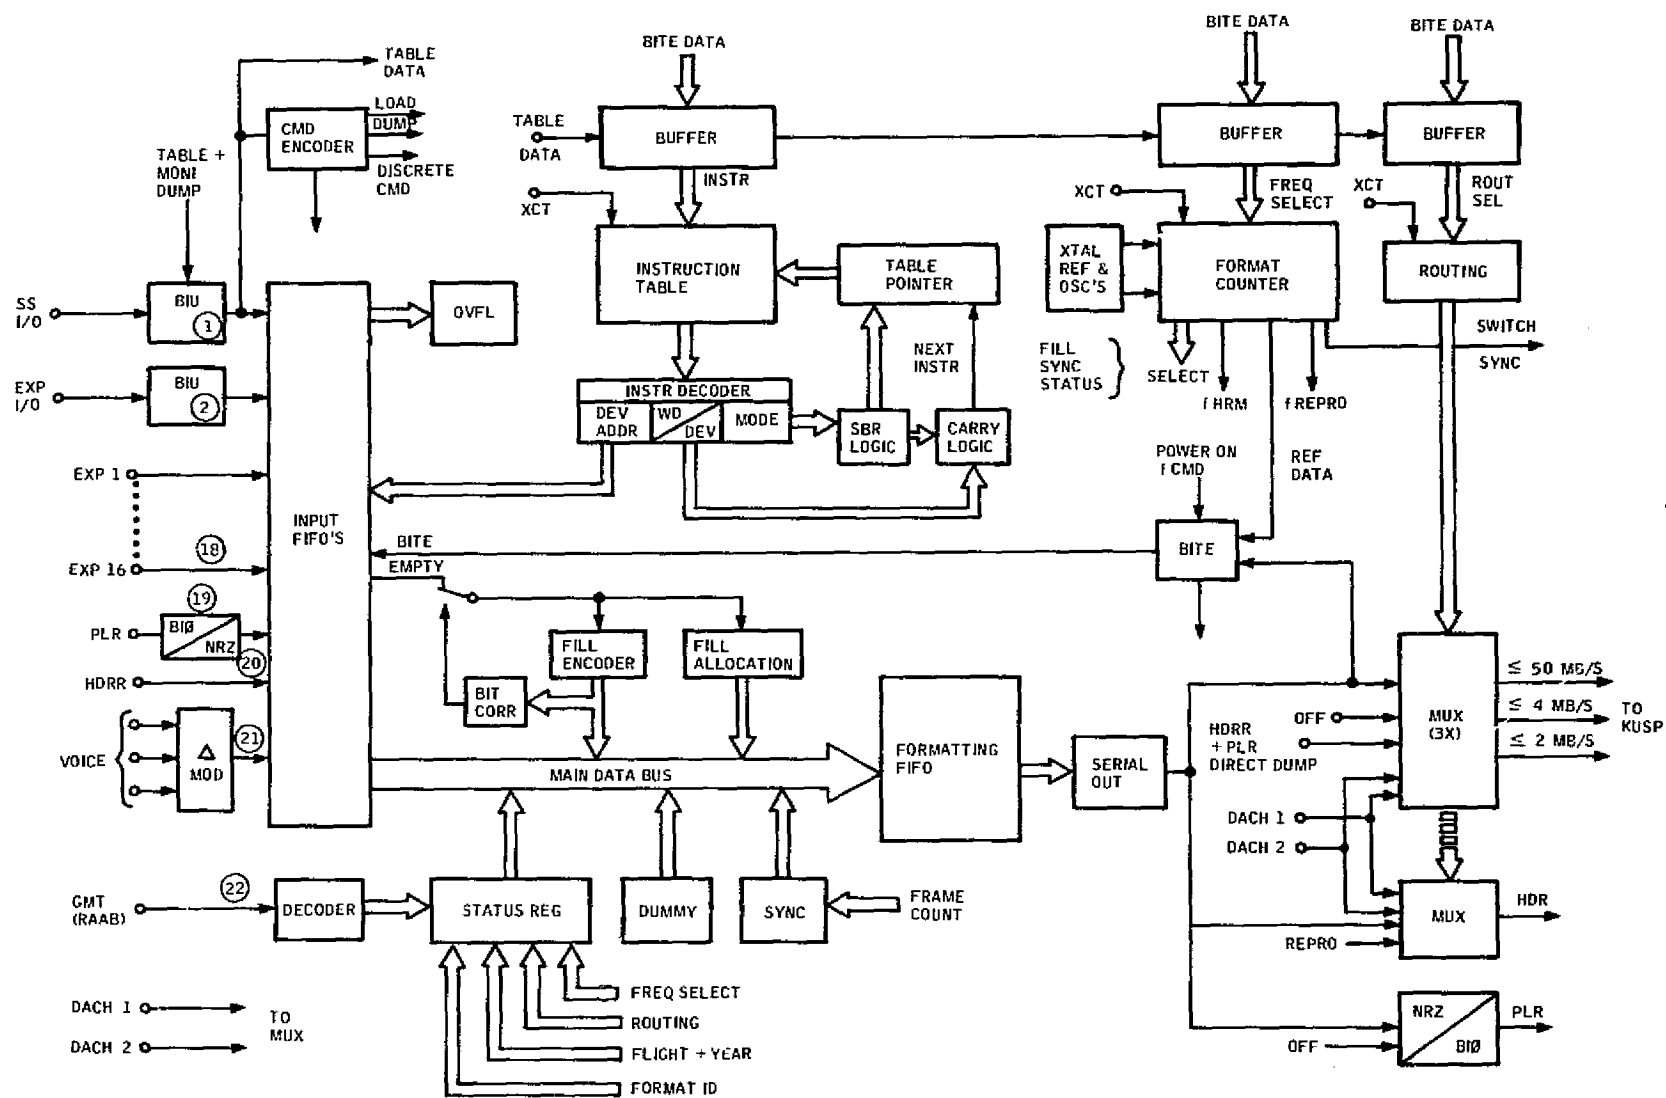 BITE DATA
BITE DATA
BITE DATA
TABLE
DATA
LOAD
DUMP
CMD
ENCODER
DISCRETE
CMD
TABLE +
MONI
DUMP
TABLE
DATA
BUFFER
BUFFER
BUFFER
INSTR
XCT
XCT
FREQ
SELECT
XCT
ROUT
SEL
INSTRUCTION
TABLE
TABLE
POINTER
XTAL
REF &
OSC'S
FORMAT
COUNTER
ROUTING
SS
I/O
BIU
1
OVFL
SWITCH
SYNC
NEXT
INSTR
FILL
SYNC
STATUS
SELECT
f HRM
f REPRO
EXP
I/O
BIU
2
INSTR DECODER
DEV
ADDR
WD
DEV
MODE
SBR
LOGIC
CARRY
LOGIC
POWER ON
f CMD
REF
DATA
EXP 1
INPUT
FIFO'S
18
EXP 16
BITE
EMPTY
BITE
19
PLR
BIØ
NRZ
20
HDRR
FILL
ENCODER
FILL
ALLOCATION
BIT
CORR
VOICE
Δ
MOD
21
MAIN DATA BUS
FORMATTING
FIFO
SERIAL
OUT
OFF
HDRR
+ PLR
DIRECT DUMP
MUX
(3X)
≤ 50 MB/S
≤ 4 MB/S
≤ 2 MB/S
TO
KUSP
DACH 1
DACH 2
GMT
(RAAB)
22
DECODER
STATUS REG
DUMMY
SYNC
FRAME
COUNT
MUX
HDR
REPRO
FREQ SELECT
ROUTING
FLIGHT + YEAR
FORMAT ID
DACH 1
DACH 2
TO
MUX
NRZ
BIØ
PLR
OFF